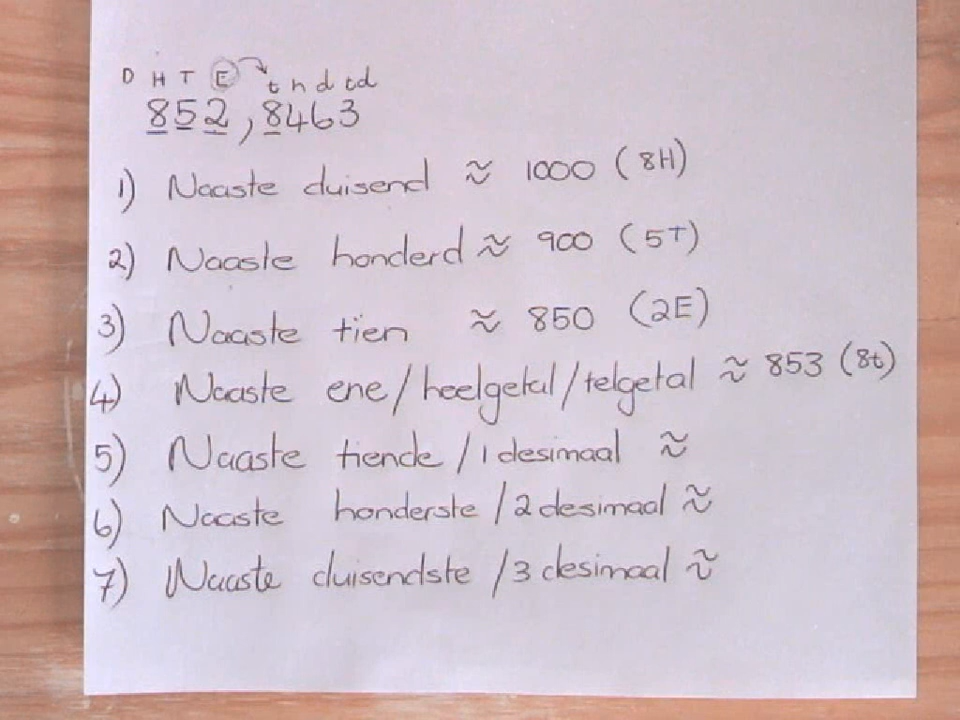 D H T E t h d td
852,8463
1) Naaste duisend ≈ 1000 (8H)
2) Naaste honderd ≈ 900 (5T)
3) Naaste tien ≈ 850 (2E)
4) Naaste ene/heelgetal/telgetal ≈ 853 (8t)
5) Naaste tiende/1 desimaal ≈
6) Naaste honderste/2 desimaal ≈
7) Naaste duisendste/3 desimaal ≈